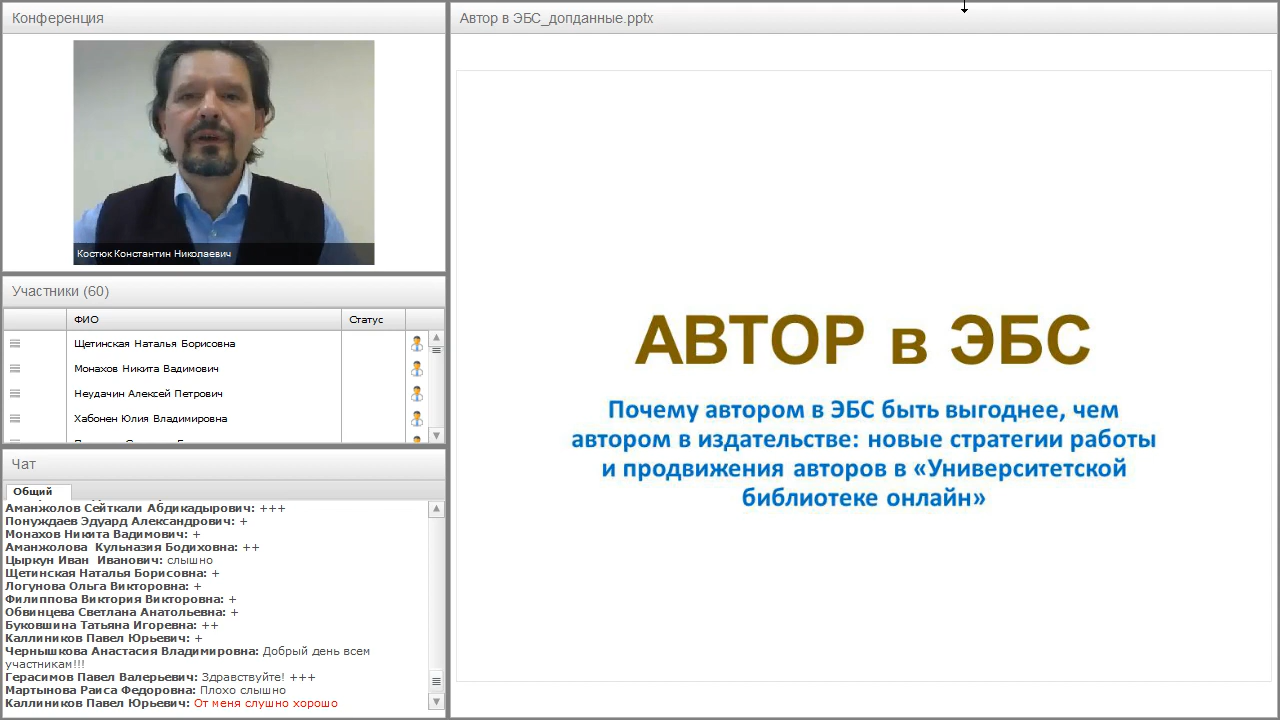 Конференция
Костюк Константин Николаевич
Участники (60)
ФИО Статус
Щетинская Наталья Борисовна
Монахов Никита Вадимович
Неудачин Алексей Петрович
Хабонен Юлия Владимировна
Чат
Общий
Аманжолов Сейткали Абдикадырович: +++
Понуждаев Эдуард Александрович: +
Монахов Никита Вадимович: +
Аманжолова Кульназия Бодиховна: ++
Цыркун Иван Иванович: слышно
Щетинская Наталья Борисовна: +
Логунова Ольга Викторовна: +
Филиппова Виктория Викторовна: +
Обвинцева Светлана Анатольевна: +
Буковшина Татьяна Игоревна: ++
Каллиников Павел Юрьевич: +
Чернышкова Анастасия Владимировна: Добрый день всем
участникам!!!
Герасимов Павел Валерьевич: Здравствуйте! +++
Мартынова Раиса Федоровна: Плохо слышно
Каллиников Павел Юрьевич: От меня слушно хорошо
Автор в ЭБС_допданные.pptx
АВТОР в ЭБС
Почему автором в ЭБС быть выгоднее, чем
автором в издательстве: новые стратегии работы
и продвижения авторов в «Университетской
библиотеке онлайн»